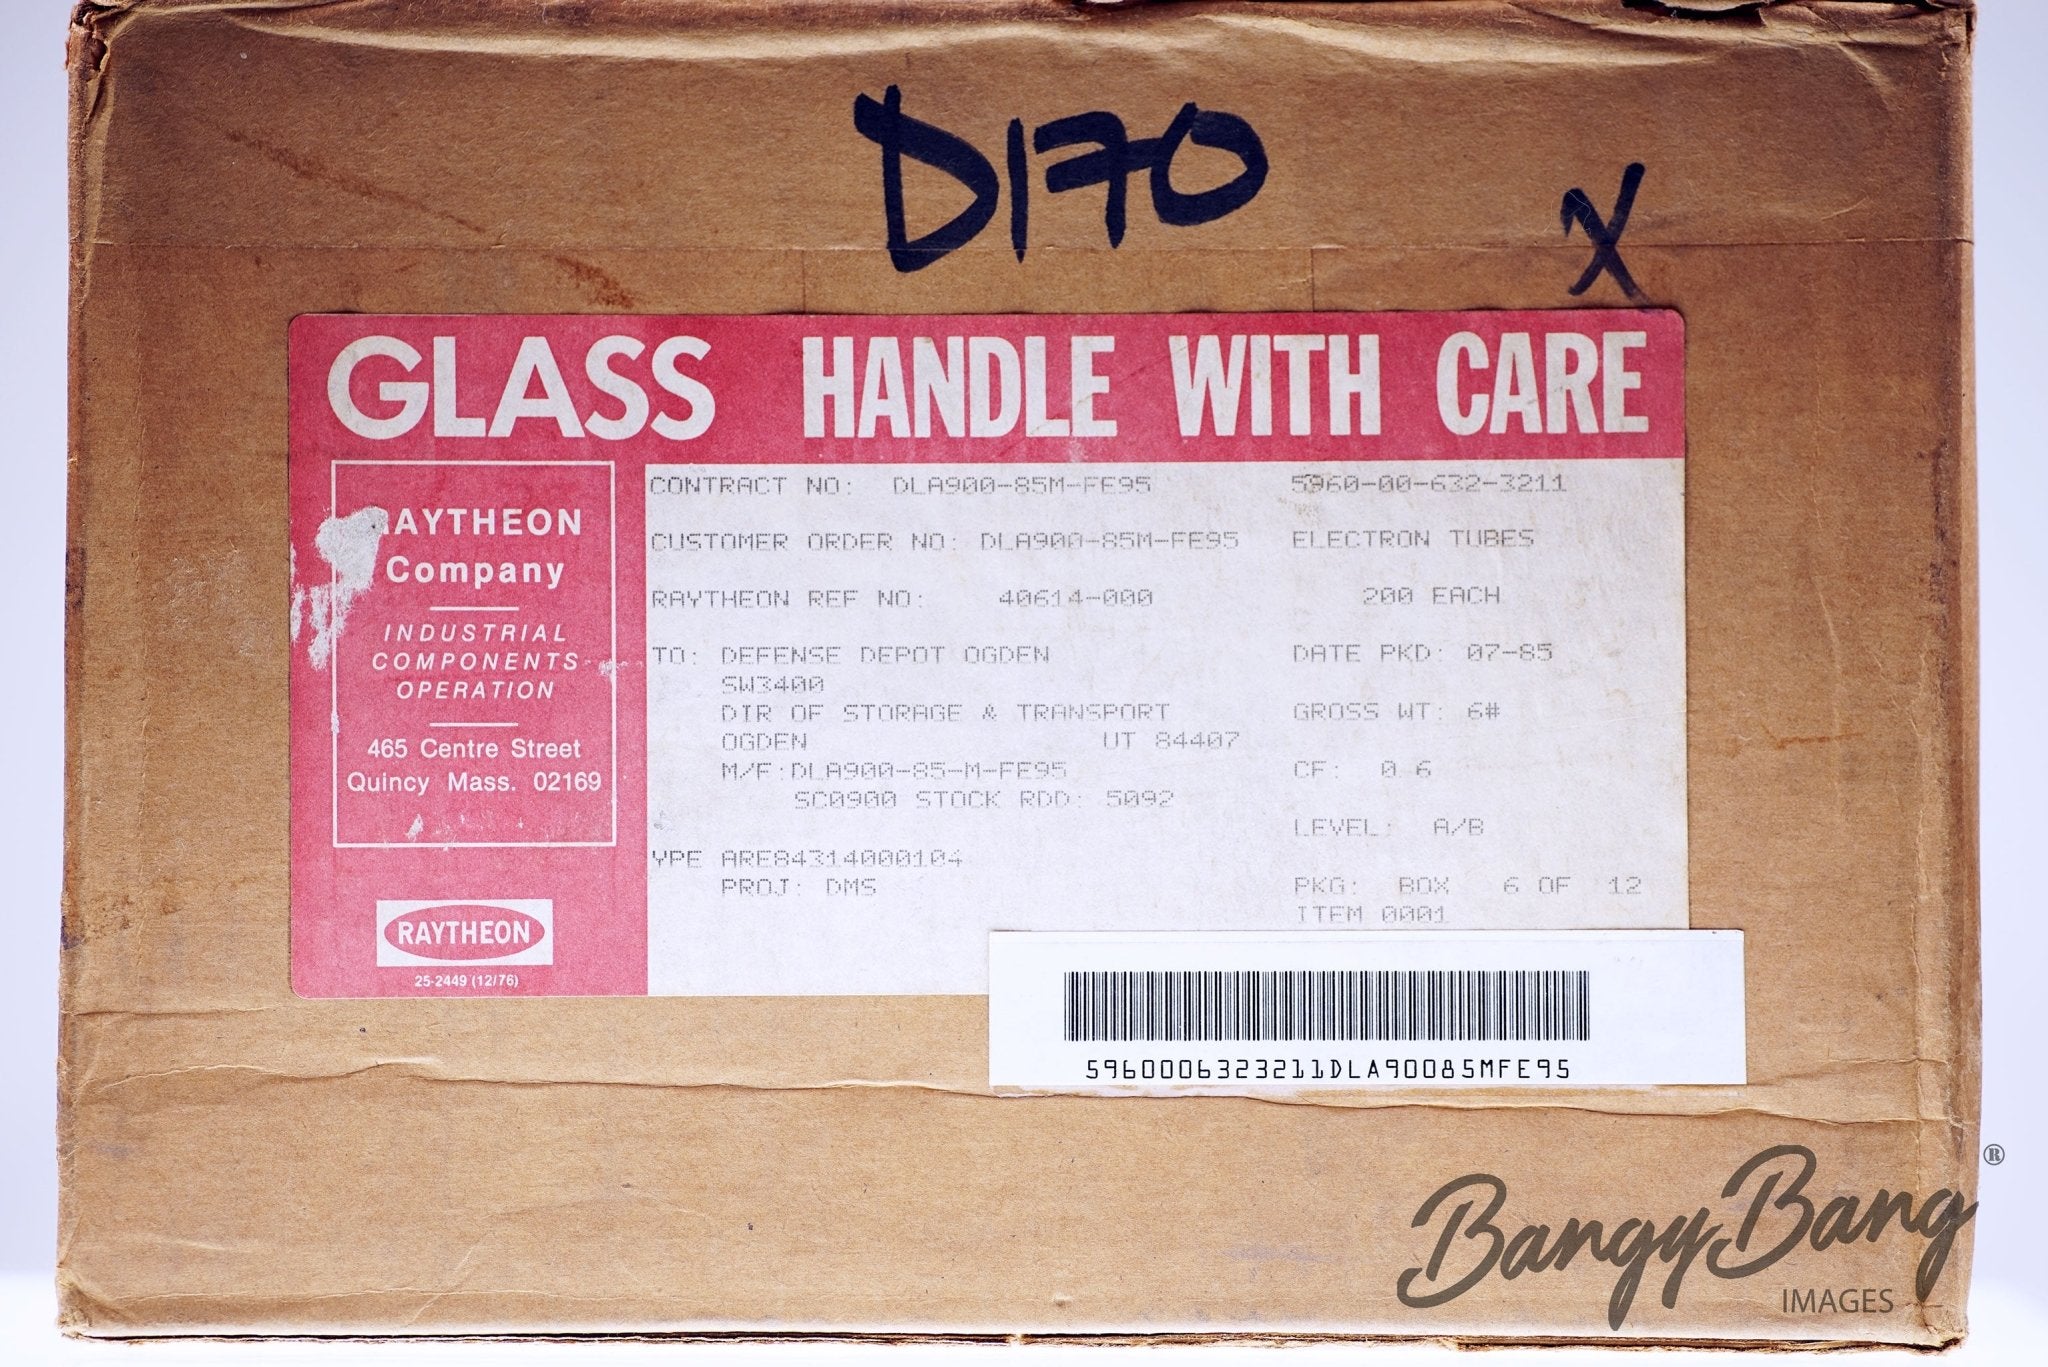 D170
X
GLASS HANDLE WITH CARE
RAYTHEON
Company
INDUSTRIAL
COMPONENTS
OPERATION
465 Centre Street
Quincy Mass. 02169
RAYTHEON
25-2449 (12/76)
CONTRACT NO: DLA900-85M-FE95
CUSTOMER ORDER NO: DLA900-85M-FE95
RAYTHEON REF NO: 40614-000
TO: DEFENSE DEPOT OGDEN
SW3400
DIR OF STORAGE & TRANSPORT
OGDEN UT 84407
M/F:DLA900-85-M-FE95
SC0900 STOCK RDD: 5092
YPE ARE84314000104
PROJ: DMS
5960-00-632-3211
ELECTRON TUBES
200 EACH
DATE PKD: 07-85
GROSS WT: 6#
CF: 0 6
LEVEL: A/B
PKG: BOX 6 OF 12
ITEM 0001
5960006323211DLA90085MFE95
BangyBang®
IMAGES